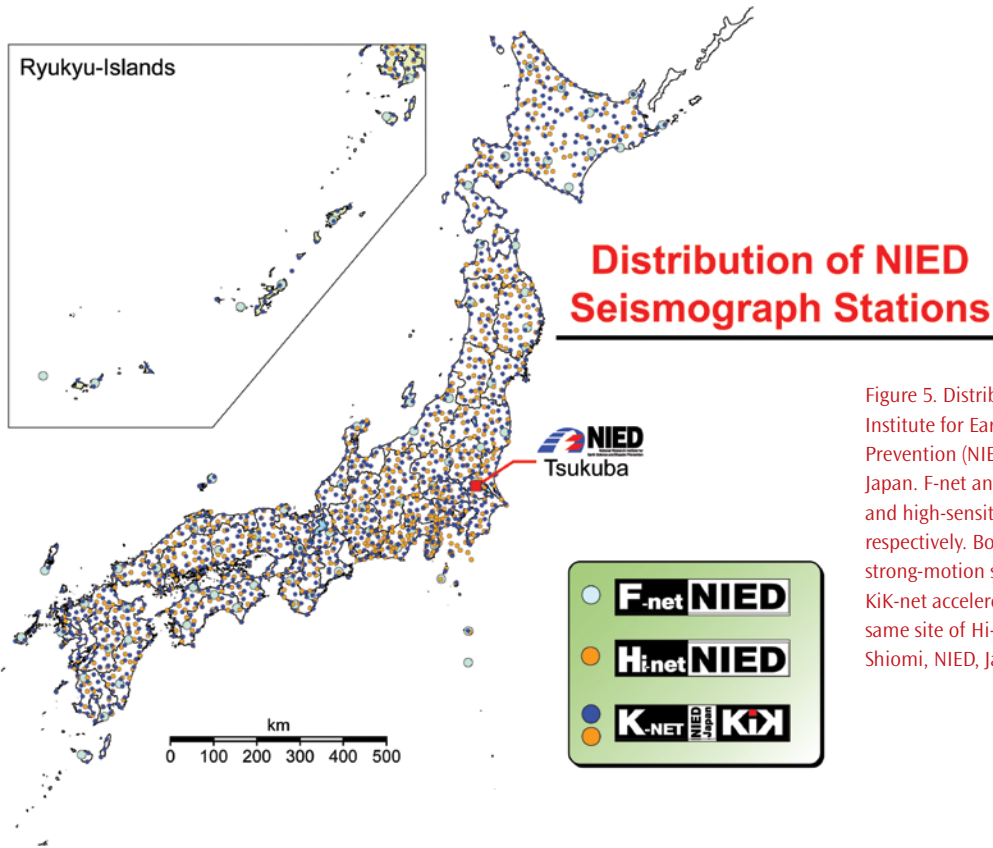 Ryukyu-Islands
Distribution of NIED
Seismograph Stations
NIED
Tsukuba
Figure 5. Distrib
Institute for Ear
Prevention (NIE
Japan. F-net an
and high-sensit
respectively. Bo
strong-motion s
KiK-net acceler
same site of Hi-
Shiomi, NIED, Ja
F-net NIED
Hi-net NIED
K-NET NIED Japan KiK
km
0 100 200 300 400 500